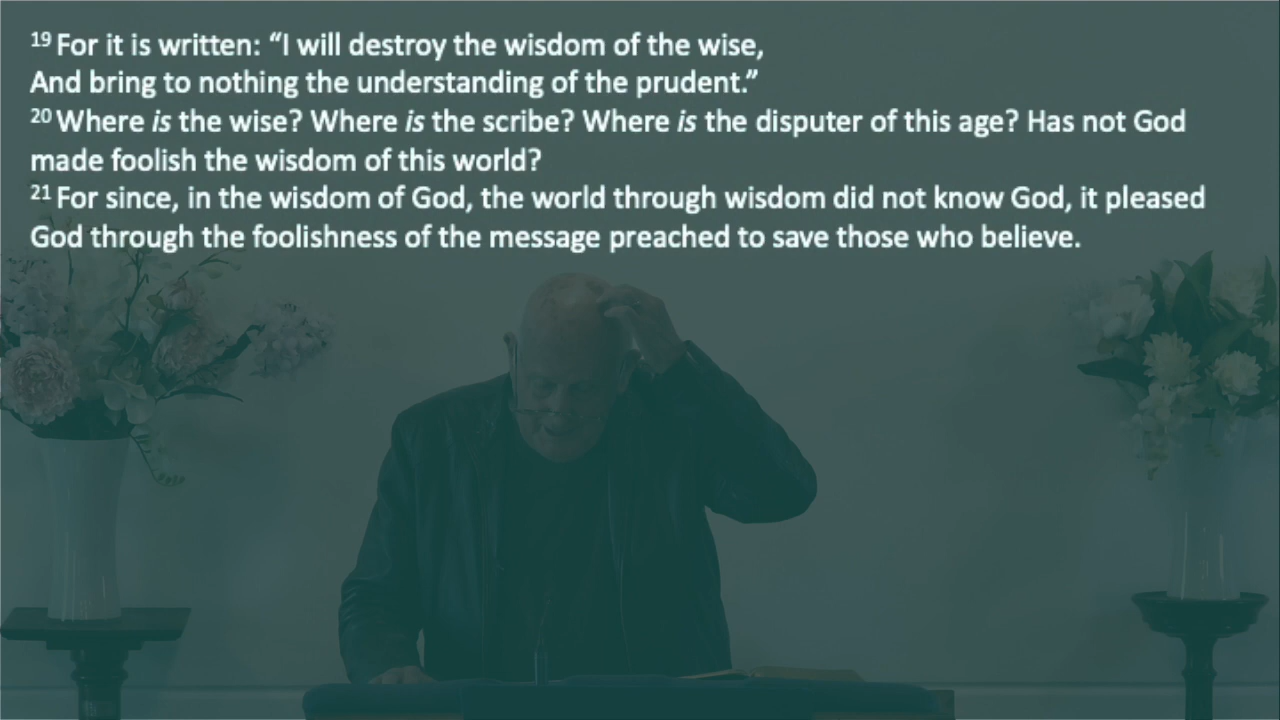 19 For it is written: “I will destroy the wisdom of the wise,
And bring to nothing the understanding of the prudent.”
20 Where is the wise? Where is the scribe? Where is the disputer of this age? Has not God
made foolish the wisdom of this world?
21 For since, in the wisdom of God, the world through wisdom did not know God, it pleased
God through the foolishness of the message preached to save those who believe.